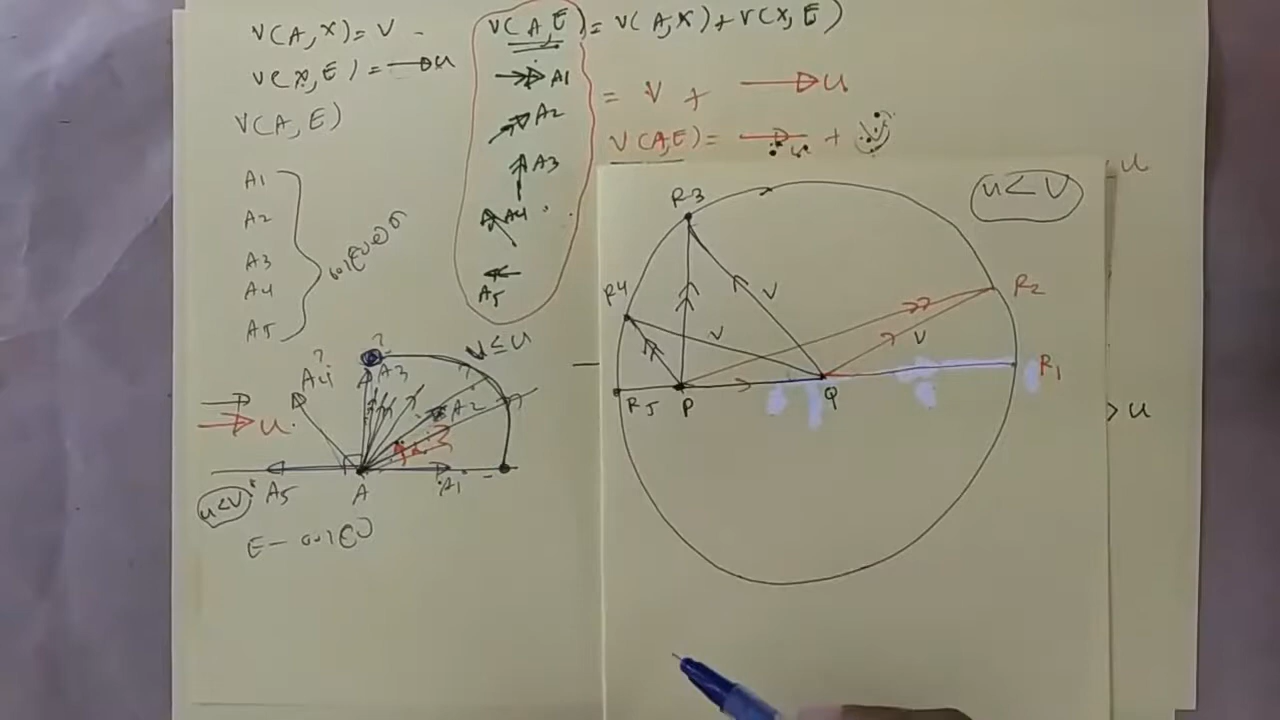 V(A,X) = V
V(X,E) = → u
V(A,E)
A1
A2
A3
A4
A5
V(A,E) = V(A,X) + V(X,E)
A1
A2
A3
A4
A5
= V + → u
V(A,E) = → u + V
u
u < V
R3
R4
V
V
R2
V
R1
R5
P
Q
u
V ≤ u
?
?
A4
A3
A2
u
α
u<V
A5
A
A1
E –